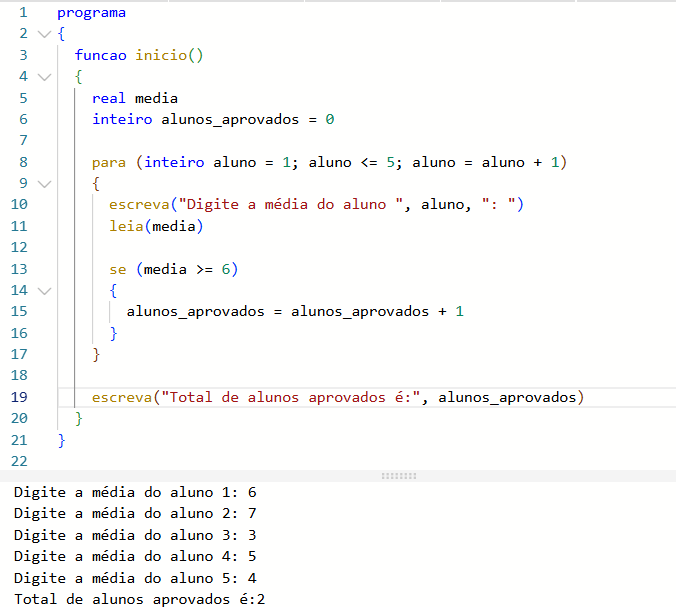 1 programa
2 {
3 funcao inicio()
4 {
5 real media
6 inteiro alunos_aprovados = 0
7
8 para (inteiro aluno = 1; aluno <= 5; aluno = aluno + 1)
9 {
10 escreva("Digite a média do aluno ", aluno, ": ")
11 leia(media)
12
13 se (media >= 6)
14 {
15 alunos_aprovados = alunos_aprovados + 1
16 }
17 }
18
19 escreva("Total de alunos aprovados é:", alunos_aprovados)
20 }
21 }
22
Digite a média do aluno 1: 6
Digite a média do aluno 2: 7
Digite a média do aluno 3: 3
Digite a média do aluno 4: 5
Digite a média do aluno 5: 4
Total de alunos aprovados é:2